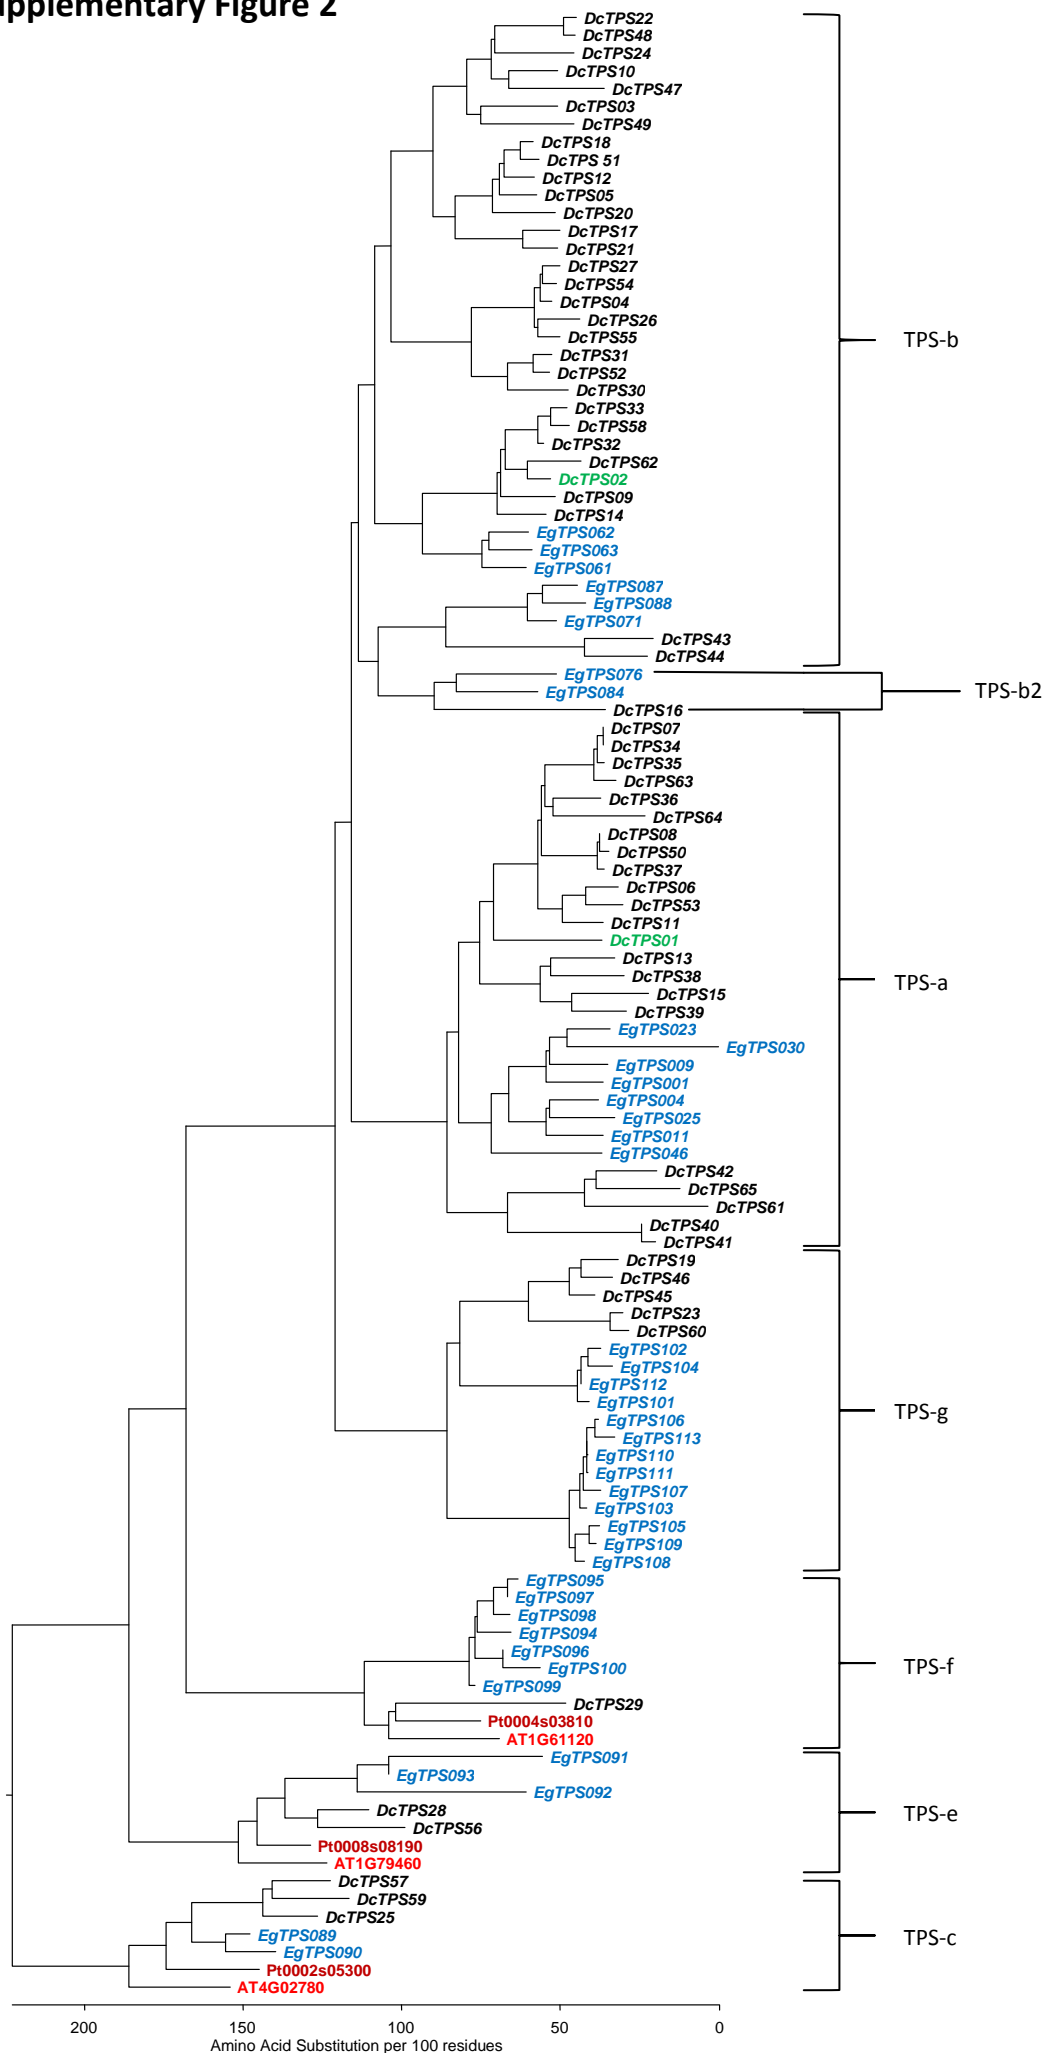 upplementary Figure 2
DcTPS22
DcTPS48
DcTPS24
DcTPS10
DcTPS47
DcTPS03
DcTPS49
DcTPS18
DcTPS 51
DcTPS12
DcTPS05
DcTPS20
DcTPS17
DcTPS21
DcTPS27
DcTPS54
DcTPS04
DcTPS26
DcTPS55
TPS-b
DcTPS31
DcTPS52
DcTPS30
DcTPS33
DcTPS58
DcTPS32
DcTPS62
DcTPS02
DcTPS09
DcTPS14
EgTPS062
EgTPS063
EgTPS061
EgTPS087
EgTPS088
EgTPS071
DcTPS43
DcTPS44
EgTPS076
EgTPS084
TPS-b2
DcTPS16
DcTPS07
DcTPS34
DcTPS35
DcTPS63
DcTPS36
DcTPS64
DcTPS08
DcTPS50
DcTPS37
DcTPS06
DcTPS53
DcTPS11
DcTPS01
DcTPS13
DcTPS38
TPS-a
DcTPS15
DcTPS39
EgTPS023
EgTPS030
EgTPS009
EgTPS001
EgTPS004
EgTPS025
EgTPS011
EgTPS046
DcTPS42
DcTPS65
DcTPS61
DcTPS40
DcTPS41
DcTPS19
DcTPS46
DcTPS45
DcTPS23
DcTPS60
EgTPS102
EgTPS104
EgTPS112
EgTPS101
TPS-g
EgTPS106
EgTPS113
EgTPS110
EgTPS111
EgTPS107
EgTPS103
EgTPS105
EgTPS109
EgTPS108
EgTPS095
EgTPS097
EgTPS098
EgTPS094
EgTPS096
TPS-f
EgTPS100
EgTPS099
DcTPS29
Pt0004s03810
AT1G61120
EgTPS091
EgTPS093
EgTPS092
DcTPS28
TPS-e
DcTPS56
Pt0008s08190
AT1G79460
DcTPS57
DcTPS59
DcTPS25
EgTPS089
TPS-c
EgTPS090
Pt0002s05300
AT4G02780
200 150 100 50 0
Amino Acid Substitution per 100 residues